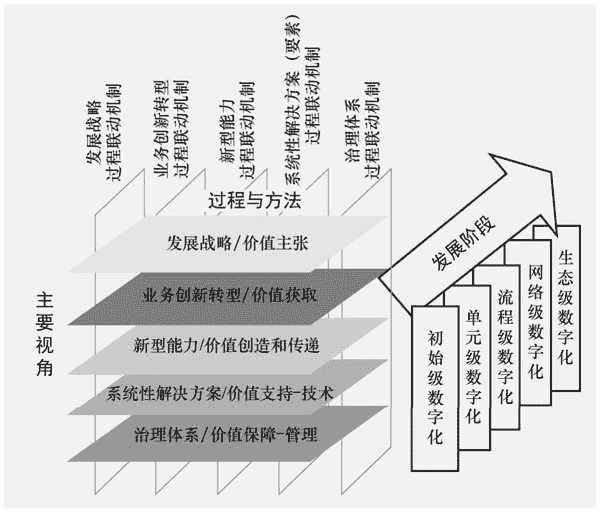 发展战略
过程联动机制
业务创新转型
过程联动机制
新型能力
过程联动机制
系统性解决方案（要素）
过程联动机制
治理体系
过程联动机制
过程与方法
发展战略/价值主张
业务创新转型/价值获取
新型能力/价值创造和传递
系统性解决方案/价值支持-技术
治理体系/价值保障-管理
主要视角
发展阶段
初始级数字化
单元级数字化
流程级数字化
网络级数字化
生态级数字化